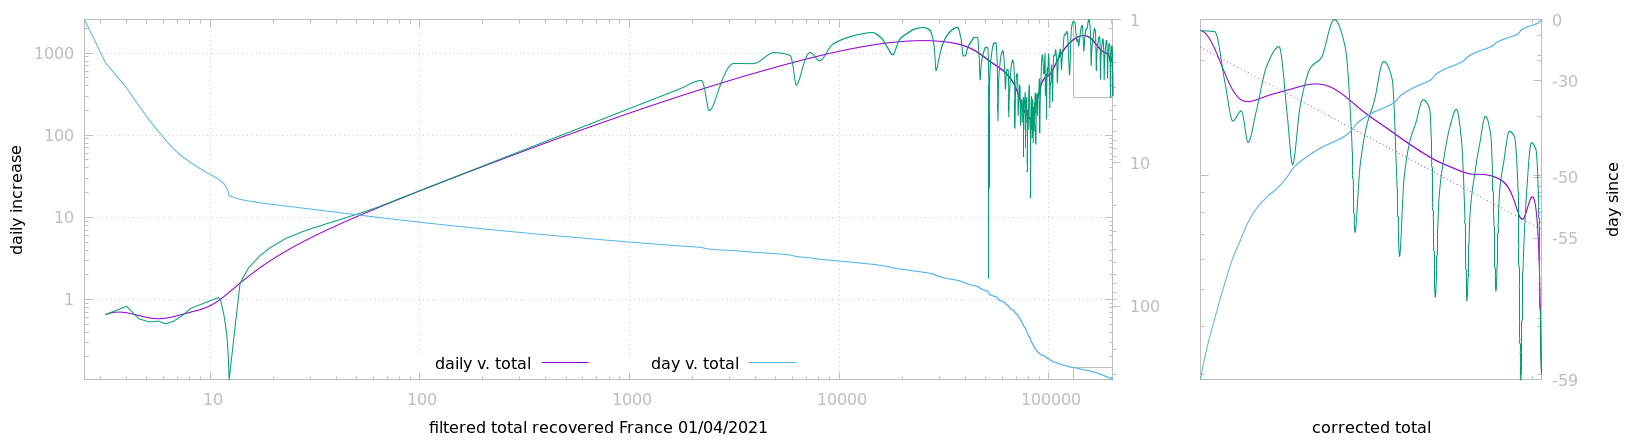 daily increase
1000
100
10
1
10
100
1000
10000
100000
1
10
100
daily v. total
day v. total
filtered total recovered France 01/04/2021
0
-30
-50
-55
-59
day since
corrected total